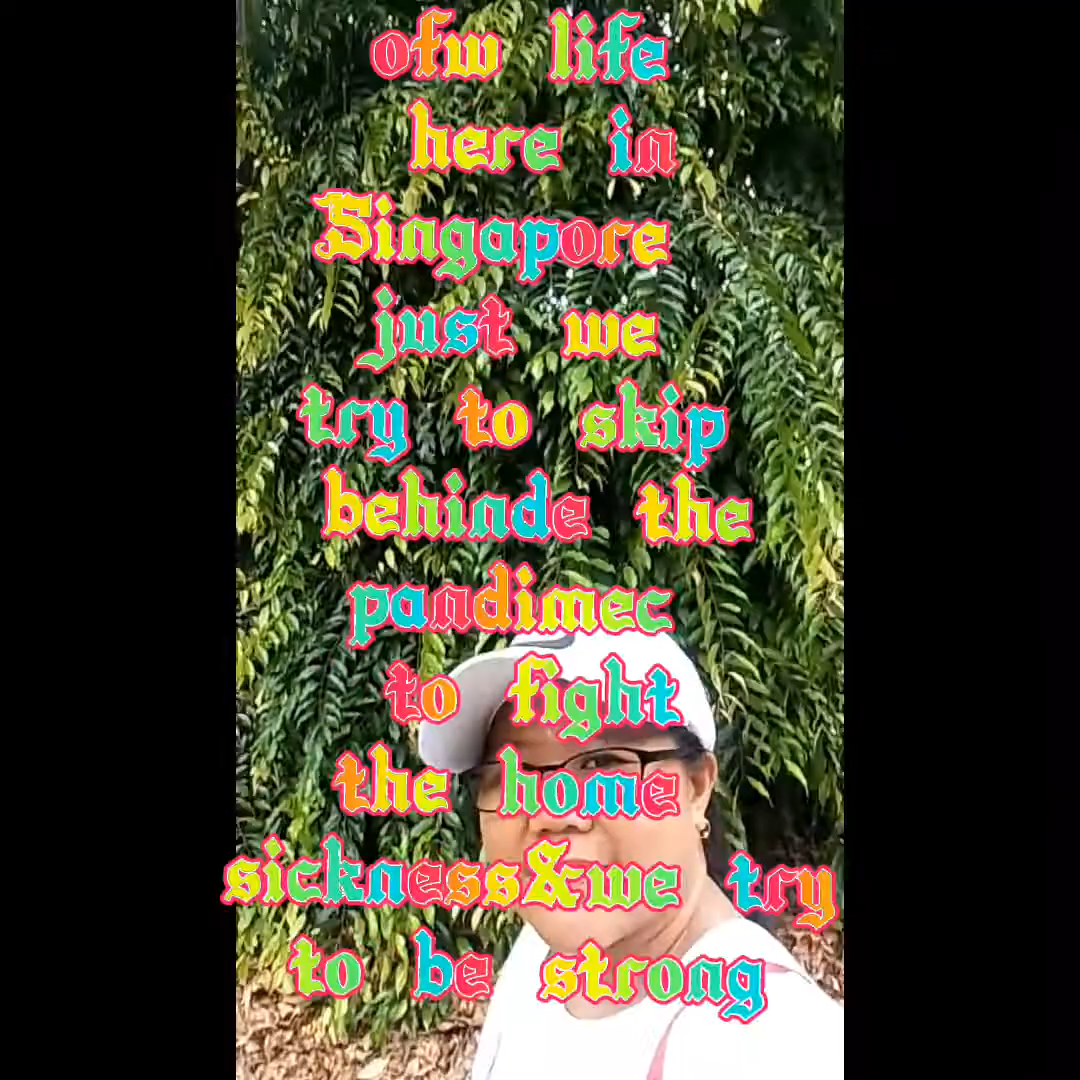 ofw life
here in
Singapore
just we
try to skip
behinde the
pandimec
to fight
the home
sickness&we try
to be strong